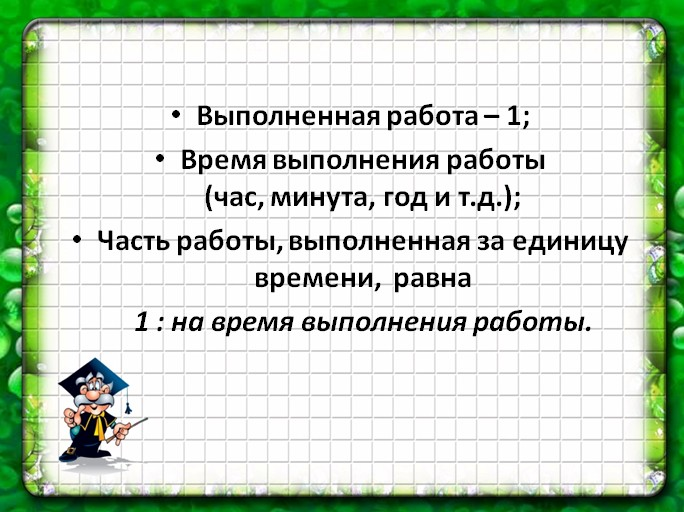 • Выполненная работа – 1;
• Время выполнения работы
(час, минута, год и т.д.);
• Часть работы, выполненная за единицу
времени, равна
1 : на время выполнения работы.